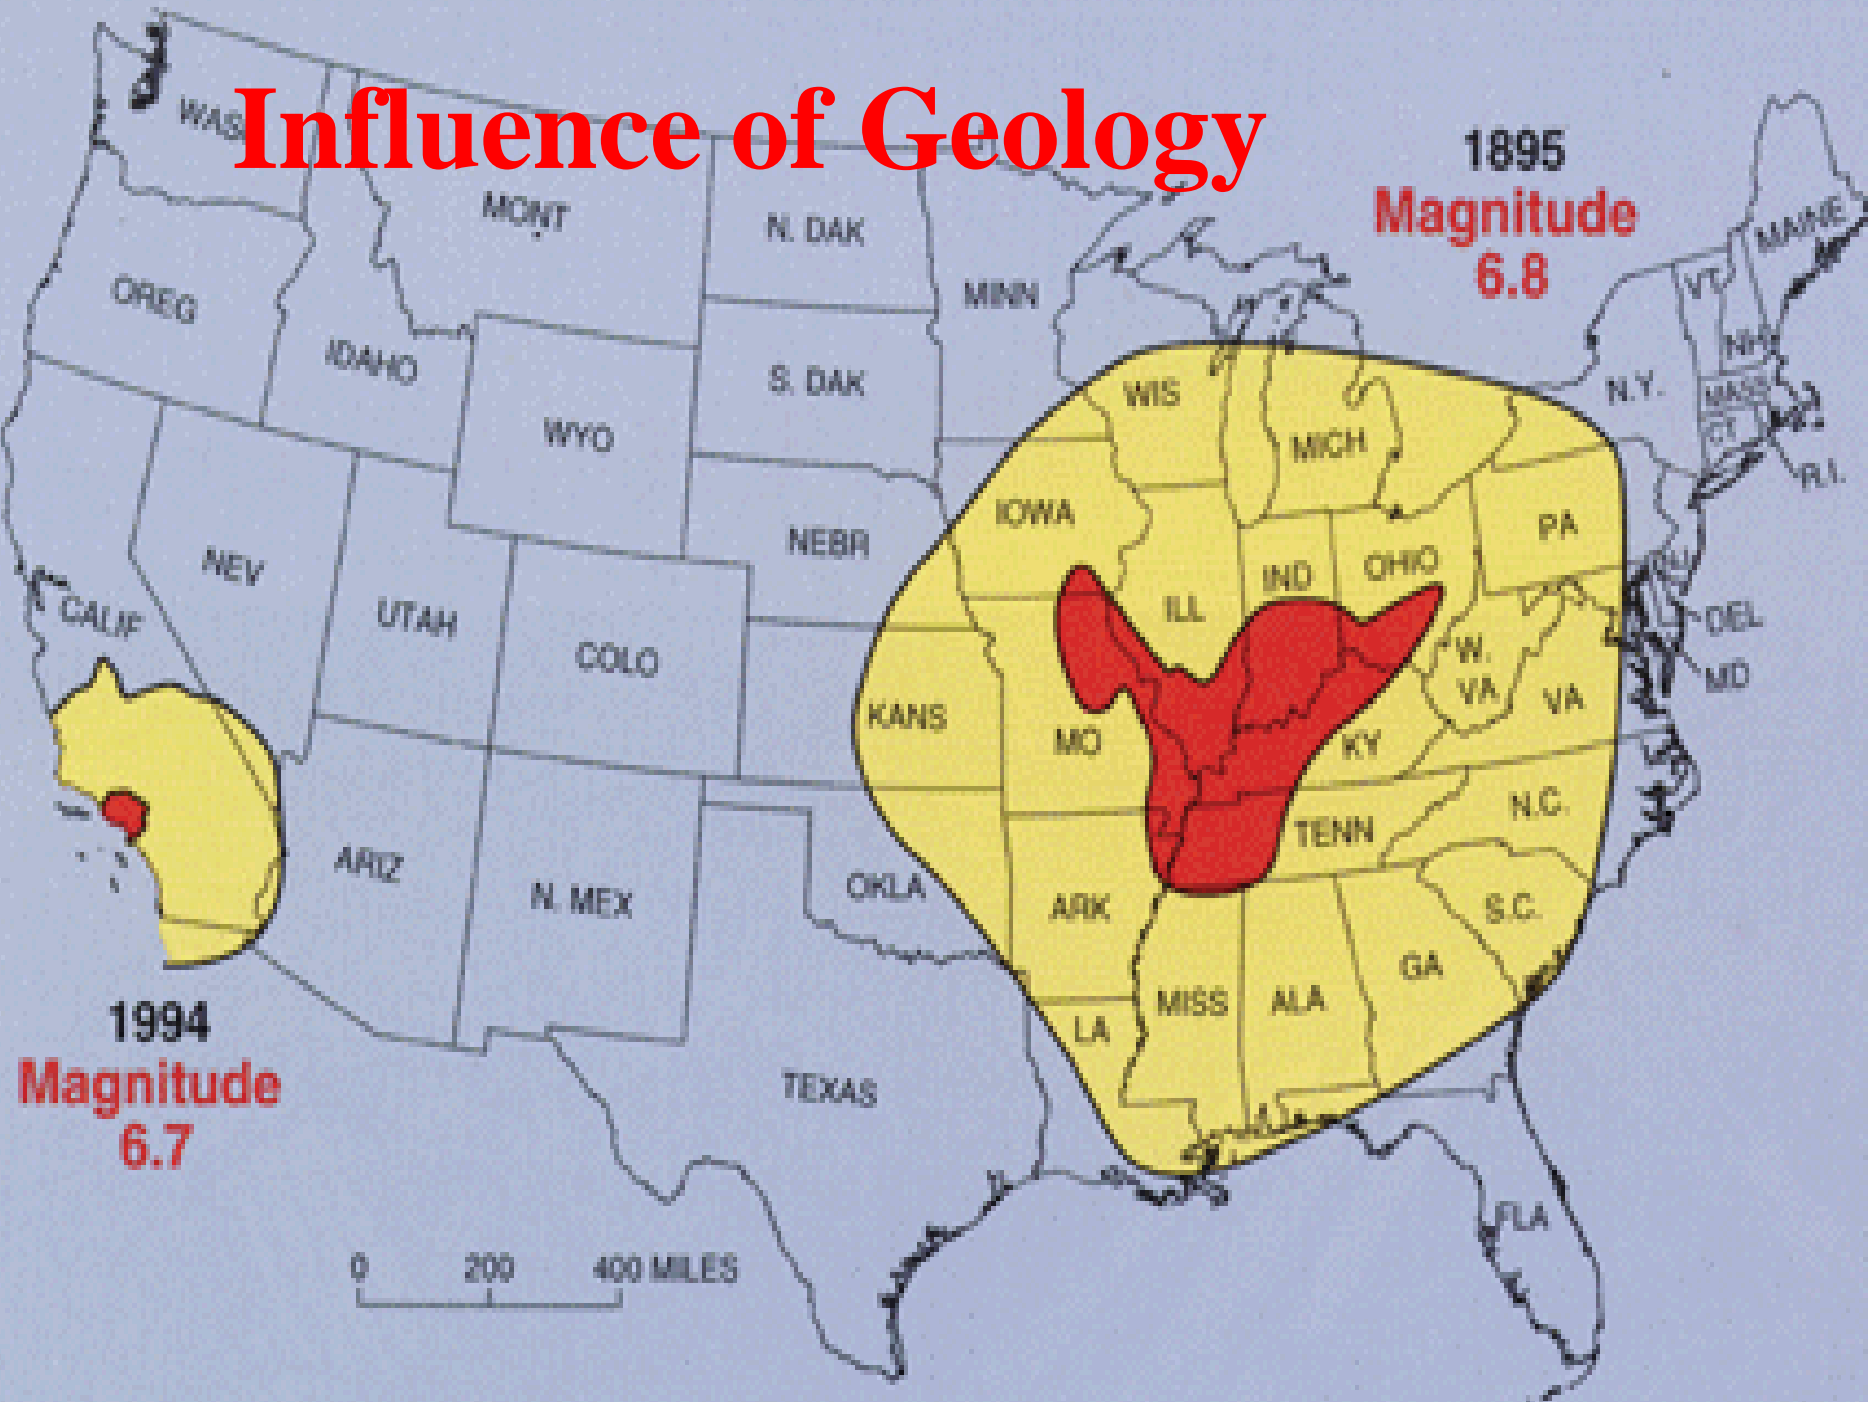 Influence of Geology
1895
Magnitude
6.8
MONT
N. DAK
MINN
MAINE
VT
NH
N.Y.
MASS
CT
R.I.
OREG
IDAHO
WYO
S. DAK
WIS
MICH
NEBR
IOWA
PA
NEV
UTAH
COLO
CALIF
ILL
IND
OHIO
W.
VA
VA
DEL
MD
KANS
MO
KY
ARIZ
N. MEX
OKLA
ARK
TENN
N.C.
S.C.
1994
Magnitude
6.7
TEXAS
LA
MISS
ALA
GA
FLA
0 200 400 MILES